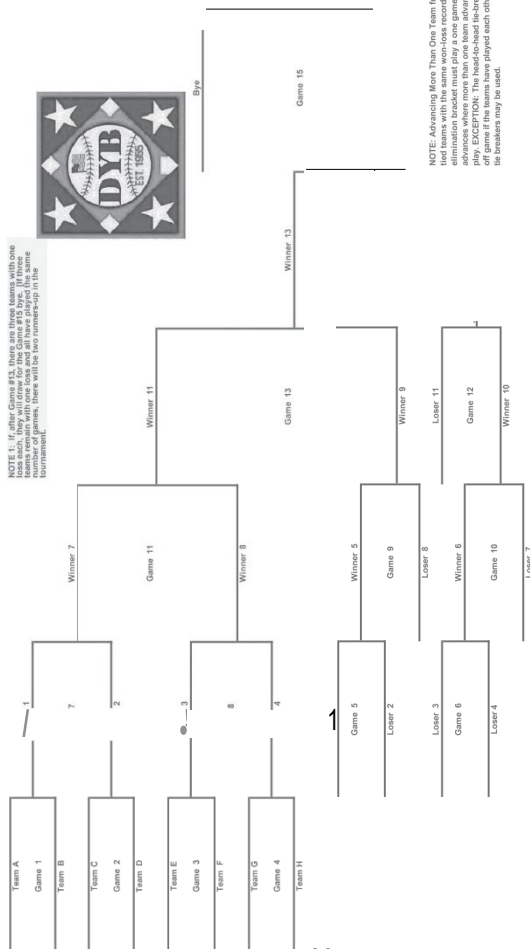 NOTE 1: If, after Game #13, there are three teams with one
loss each, they will draw for the Game #15 bye. (If three
teams remain with one loss and all have played the same
number of games, there will be two runners-up in the
tournament.
DYB
EST. 1955
Team A
Game 1
Team B
Team C
Game 2
Team D
Team E
Game 3
Team F
Team G
Game 4
Team H
1
7
2
3
8
4
1
Game 5
Loser 2
Loser 3
Game 6
Loser 4
Winner 7
Game 11
Winner 8
Winner 5
Game 9
Loser 8
Winner 6
Game 10
Loser 7
Winner 11
Game 13
Winner 9
Loser 11
Game 12
Winner 10
Winner 13
Bye
Game 15
NOTE: Advancing More Than One Team
tied teams with the same won-loss record
elimination bracket must play a one game
advances where more than one team
play. EXCEPTION: The head-to-head
off game if the teams have played each
tie breakers may be used.